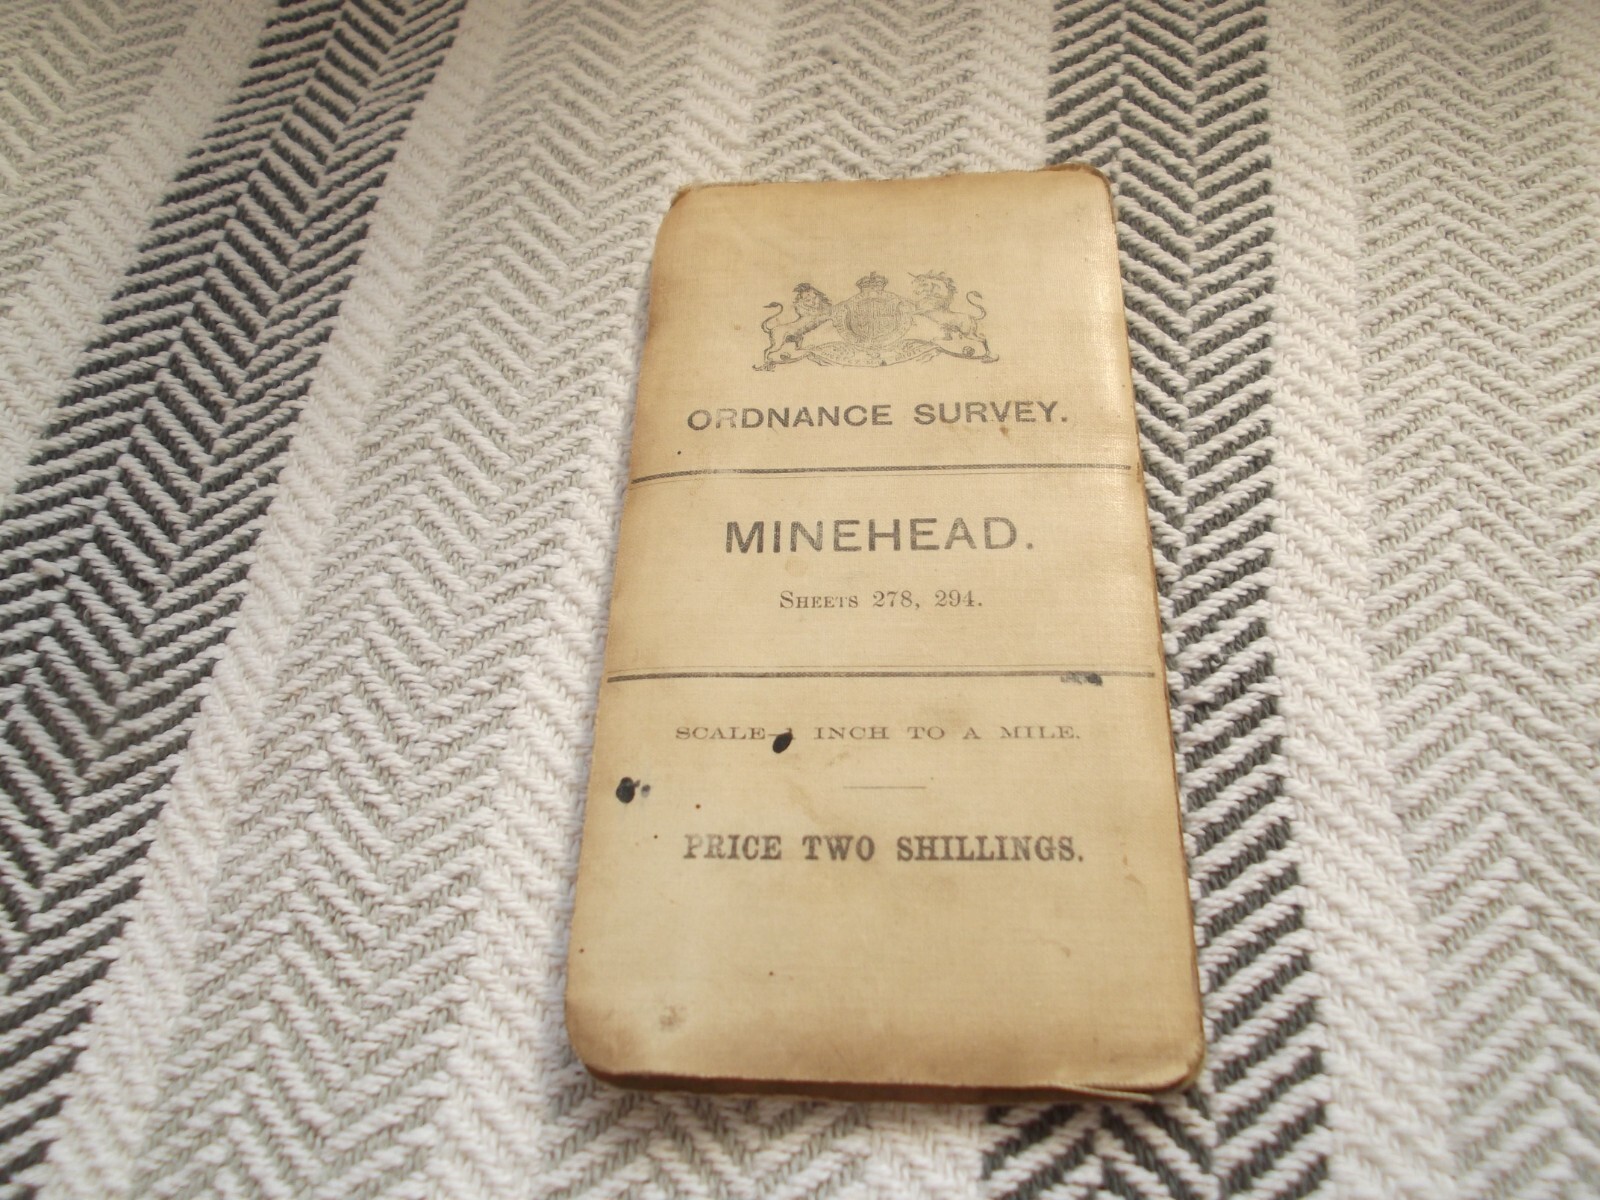 ORDNANCE SURVEY.
MINEHEAD.
SHEETS 278, 294.
SCALE-1 INCH TO A MILE.
PRICE TWO SHILLINGS.